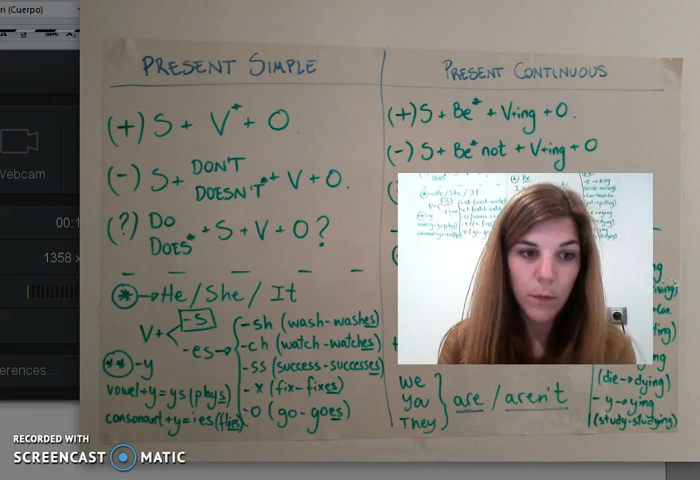 ri (Cuerpo)
Vebcam
00:1
1358 x
erences...
PRESENT SIMPLE
(+) S + V* + O
(-) S + DON'T
DOESN'T* + V + O.
(?) DO
DOES* + S + V + O?
* → He / She / It
V + -s
-es →
-sh (wash-washes)
-ch (watch-watches)
-ss (success-successes)
-x (fix-fixes)
-o (go-goes)
** -y
vowel + y = ys (plays)
consonant + y = ies (flies)
PRESENT CONTINUOUS
(+) S + Be* + V+ing + O.
(-) S + Be* not + V+ing + O
We
You
They
are / aren't
(die → dying)
- y → ying
(study-studying)
RECORDED WITH
SCREENCAST MATIC